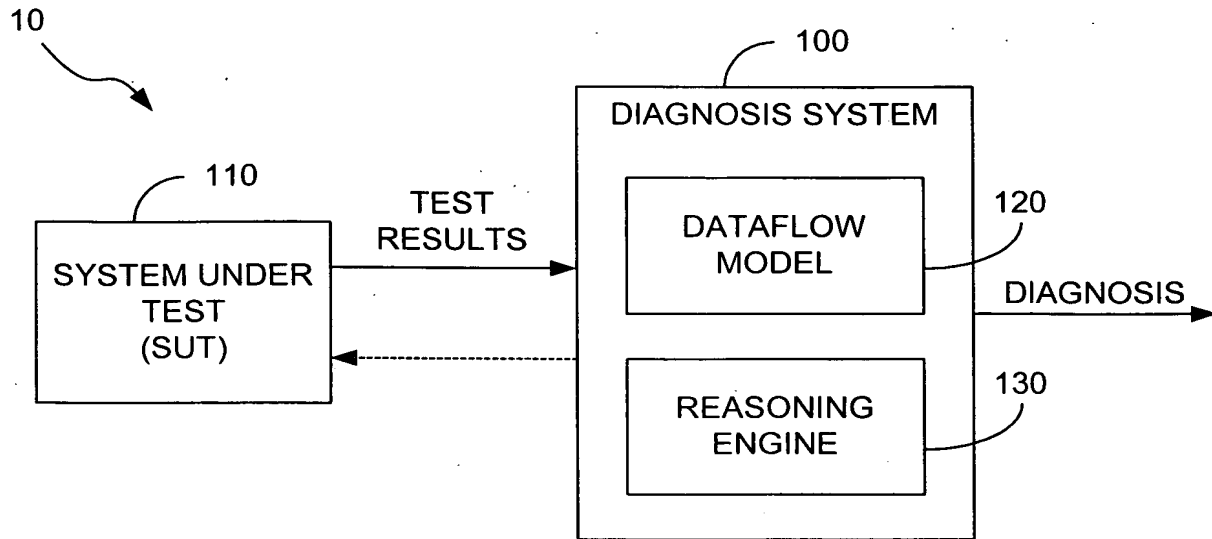 10
100
DIAGNOSIS SYSTEM
110
TEST
RESULTS
120
DATAFLOW
MODEL
SYSTEM UNDER
TEST
(SUT)
DIAGNOSIS
130
REASONING
ENGINE